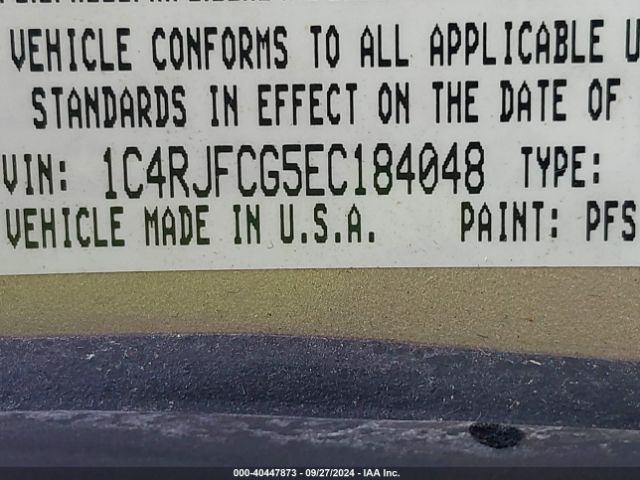 VEHICLE CONFORMS TO ALL APPLICABLE U
STANDARDS IN EFFECT ON THE DATE OF
VIN: 1C4RJFCG5EC184048 TYPE:
VEHICLE MADE IN U.S.A. PAINT: PFS
000-40447873 - 09/27/2024 - IAA Inc.